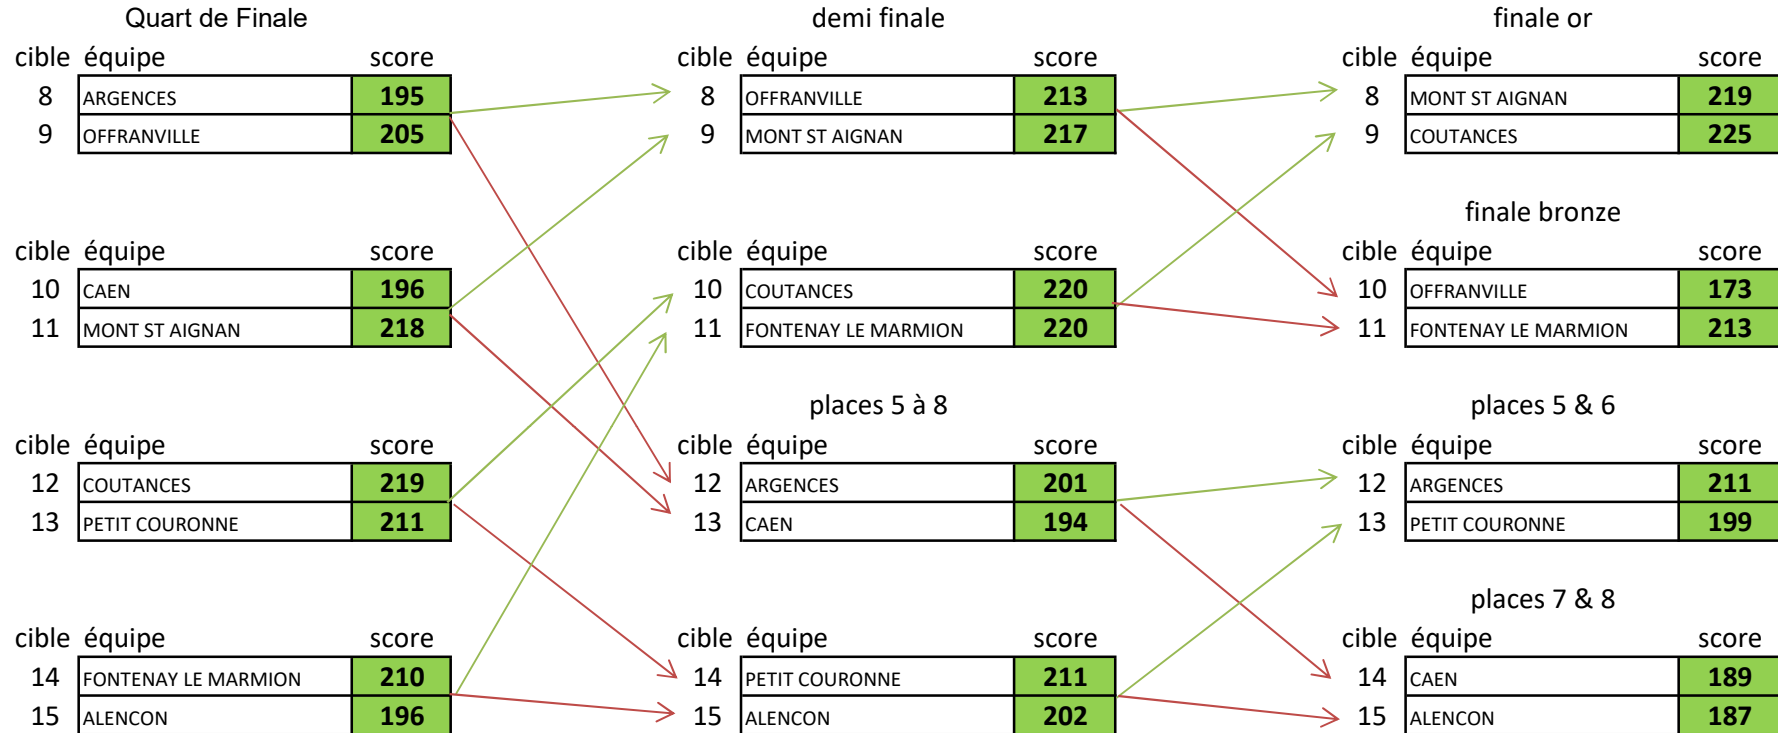 Quart de Finale demi finale finale or
cible équipe score cible équipe score cible équipe score
8 ARGENCES 195 8 OFFRANVILLE 213 8 MONT ST AIGNAN 219
9 OFFRANVILLE 205 9 MONT ST AIGNAN 217 9 COUTANCES 225
finale bronze
cible équipe score cible équipe score cible équipe score
10 CAEN 196 10 COUTANCES 220 10 OFFRANVILLE 173
11 MONT ST AIGNAN 218 11 FONTENAY LE MARMION 220 11 FONTENAY LE MARMION 213
places 5 à 8 places 5 & 6
cible équipe score cible équipe score cible équipe score
12 COUTANCES 219 12 ARGENCES 201 12 ARGENCES 211
13 PETIT COURONNE 211 13 CAEN 194 13 PETIT COURONNE 199
places 7 & 8
cible équipe score cible équipe score cible équipe score
14 FONTENAY LE MARMION 210 14 PETIT COURONNE 211 14 CAEN 189
15 ALENCON 196 15 ALENCON 202 15 ALENCON 187